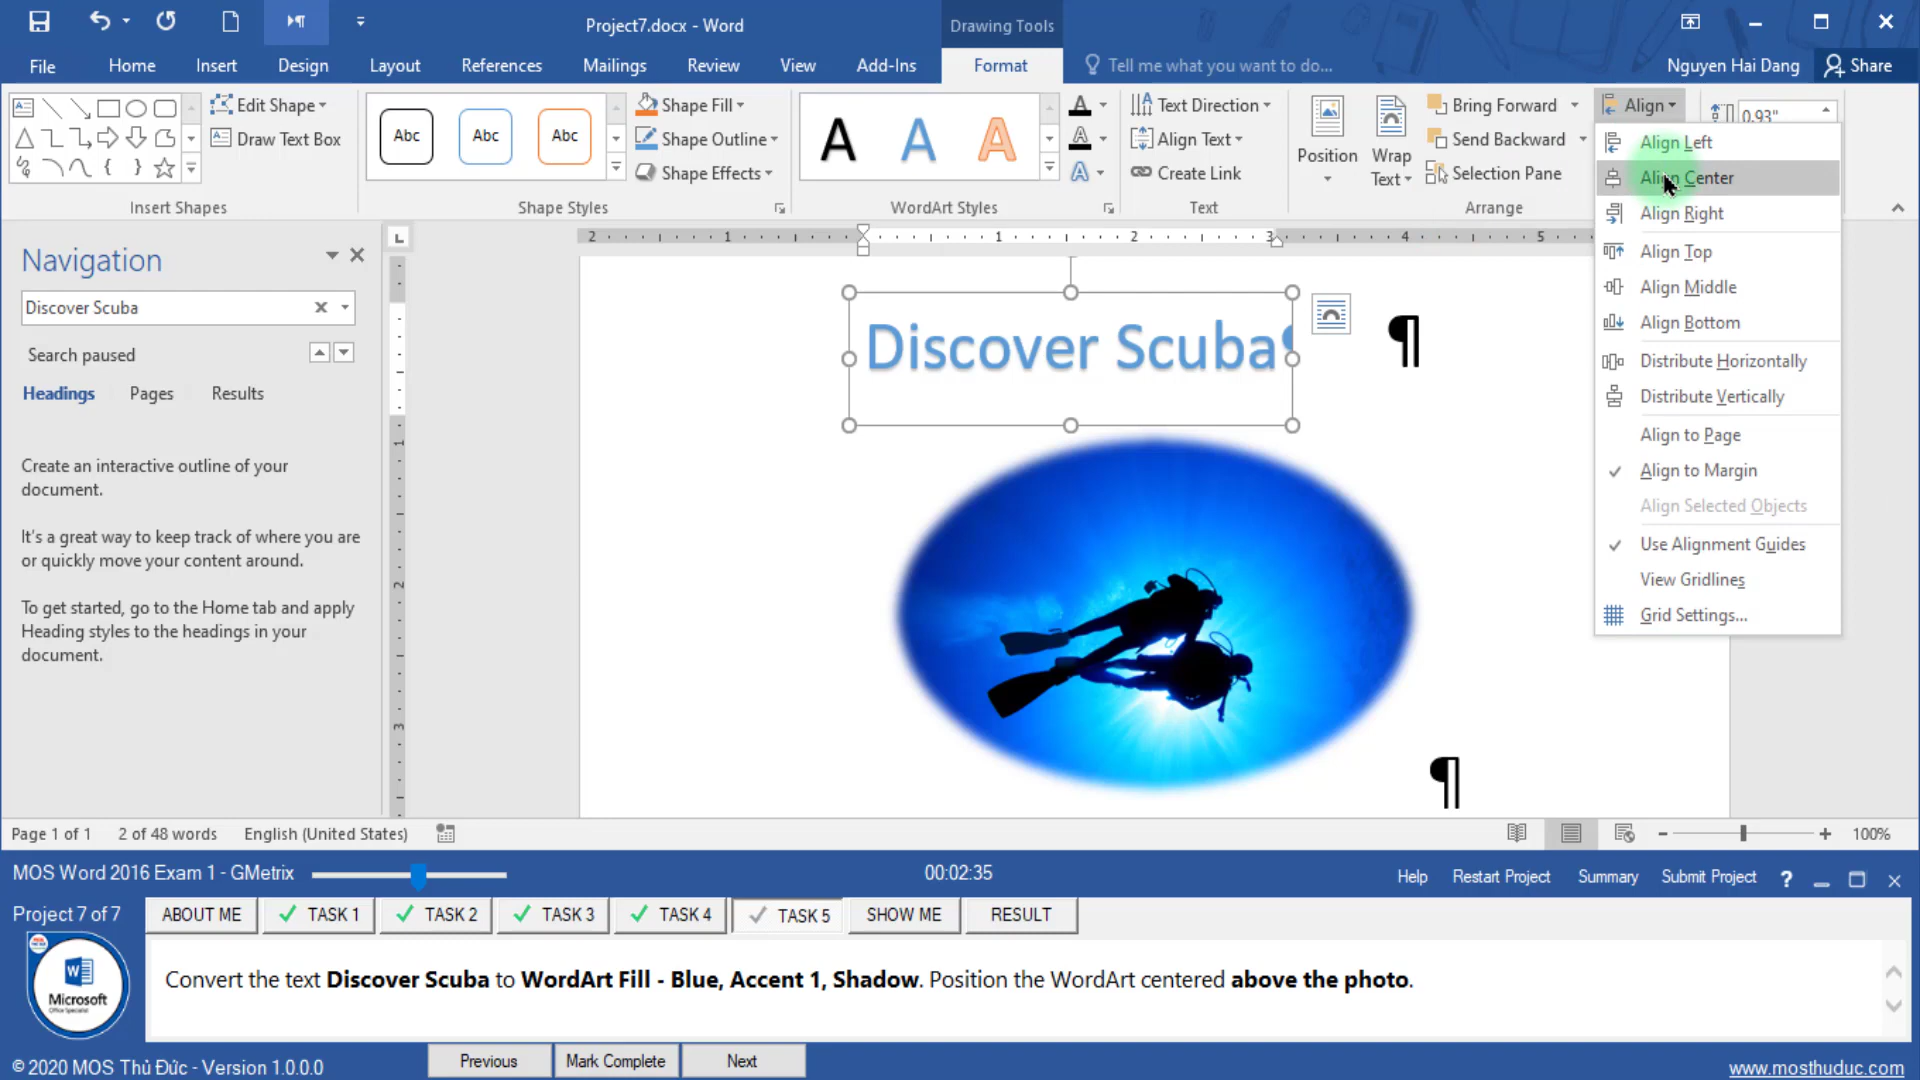 Project7.docx - Word
Drawing Tools
File
Home
Insert
Design
Layout
References
Mailings
Review
View
Add-Ins
Format
Tell me what you want to do...
Nguyen Hai Dang
Share
Edit Shape
Draw Text Box
Insert Shapes
Abc
Abc
Abc
Shape Fill
Shape Outline
Shape Effects
Shape Styles
A A A
WordArt Styles
Text Direction
Align Text
Create Link
Text
Position
Wrap
Text
Bring Forward
Send Backward
Selection Pane
Arrange
Align
0.93"
Align Left
Align Center
Align Right
Align Top
Align Middle
Align Bottom
Distribute Horizontally
Distribute Vertically
Align to Page
Align to Margin
Align Selected Objects
Use Alignment Guides
View Gridlines
Grid Settings...
Navigation
Discover Scuba
Search paused
Headings
Pages
Results
Create an interactive outline of your
document.
It's a great way to keep track of where you are
or quickly move your content around.
To get started, go to the Home tab and apply
Heading styles to the headings in your
document.
L
2 1 1 2 3 4 5
1
2
3
Discover Scuba¶
¶
¶
Page 1 of 1
2 of 48 words
English (United States)
100%
MOS Word 2016 Exam 1 - GMetrix
00:02:35
Help
Restart Project
Summary
Submit Project
?
Project 7 of 7
ABOUT ME
TASK 1
TASK 2
TASK 3
TASK 4
TASK 5
SHOW ME
RESULT
Microsoft
Convert the text Discover Scuba to WordArt Fill - Blue, Accent 1, Shadow. Position the WordArt centered above the photo.
© 2020 MOS Thủ Đức - Version 1.0.0.0
Previous
Mark Complete
Next
www.mosthuduc.com